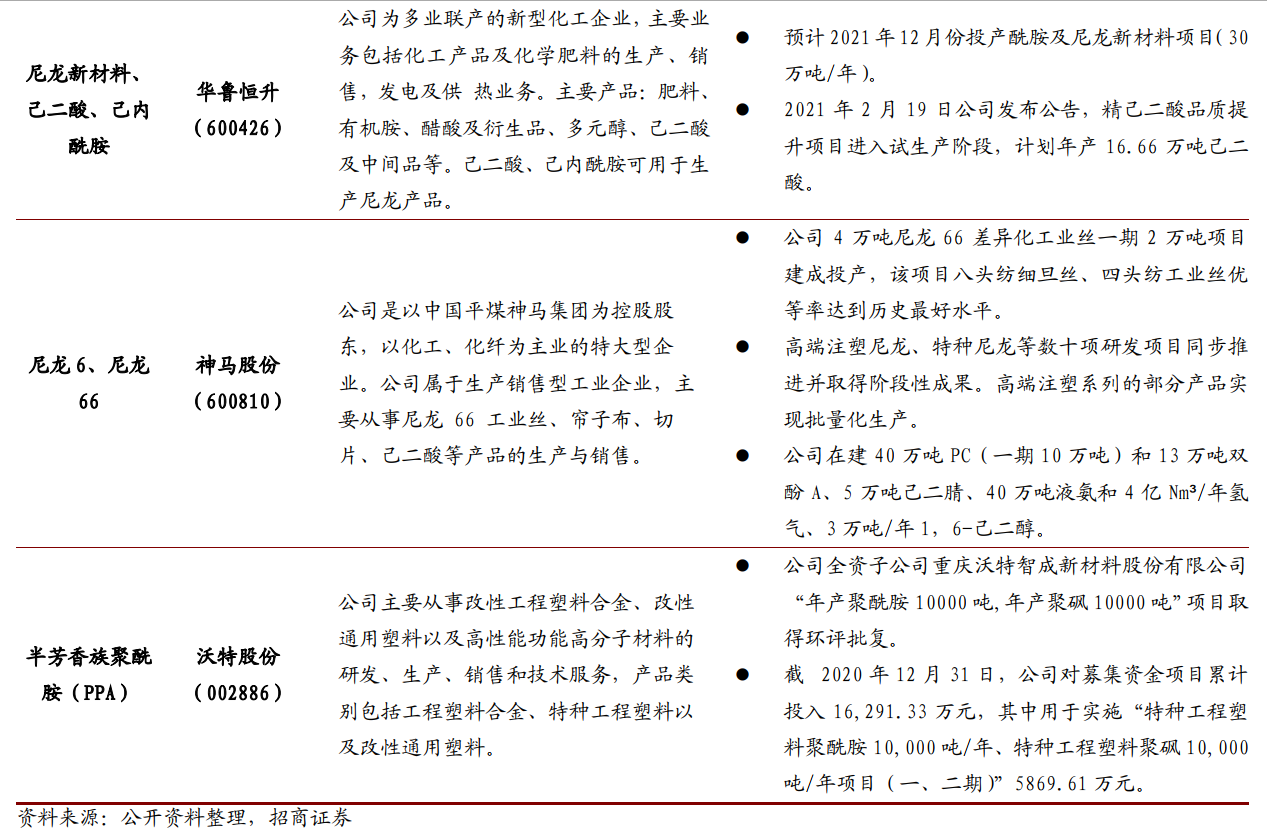 尼龙新材料、
己二酸、己内
酰胺
华鲁恒升
（600426）
公司为多业联产的新型化工企业，主要业
务包括化工产品及化学肥料的生产、销
售，发电及供 热业务。主要产品：肥料、
有机胺、醋酸及衍生品、多元醇、己二酸
及中间品等。己二酸、己内酰胺可用于生
产尼龙产品。
● 预计2021年12月份投产酰胺及尼龙新材料项目（30
万吨/年）。
● 2021 年 2 月 19 日公司发布公告，精己二酸品质提
升项目进入试生产阶段，计划年产 16.66 万吨己二
酸。
尼龙6、尼龙
66
神马股份
（600810）
公司是以中国平煤神马集团为控股股
东，以化工、化纤为主业的特大型企
业。公司属于生产销售型工业企业，主
要从事尼龙 66 工业丝、帘子布、切
片、己二酸等产品的生产与销售。
● 公司 4 万吨尼龙 66 差异化工业丝一期 2 万吨项目
建成投产，该项目八头纺细旦丝、四头纺工业丝优
等率达到历史最好水平。
● 高端注塑尼龙、特种尼龙等数十项研发项目同步推
进并取得阶段性成果。高端注塑系列的部分产品实
现批量化生产。
● 公司在建 40 万吨 PC（一期 10 万吨）和 13 万吨双
酚 A、5 万吨己二腈、40 万吨液氨和 4 亿 Nm³/年氢
气、3 万吨/年 1，6-己二醇。
半芳香族聚酰
胺（PPA）
沃特股份
（002886）
公司主要从事改性工程塑料合金、改性
通用塑料以及高性能功能高分子材料的
研发、生产、销售和技术服务，产品类
别包括工程塑料合金、特种工程塑料以
及改性通用塑料。
● 公司全资子公司重庆沃特智成新材料股份有限公司
“年产聚酰胺10000吨,年产聚砜10000吨”项目取
得环评批复。
● 截 2020 年 12 月 31 日，公司对募集资金项目累计
投入 16,291.33 万元，其中用于实施“特种工程塑
料聚酰胺 10,000 吨/年、特种工程塑料聚砜 10,000
吨/年项目（一、二期）”5869.61 万元。
资料来源：公开资料整理，招商证券